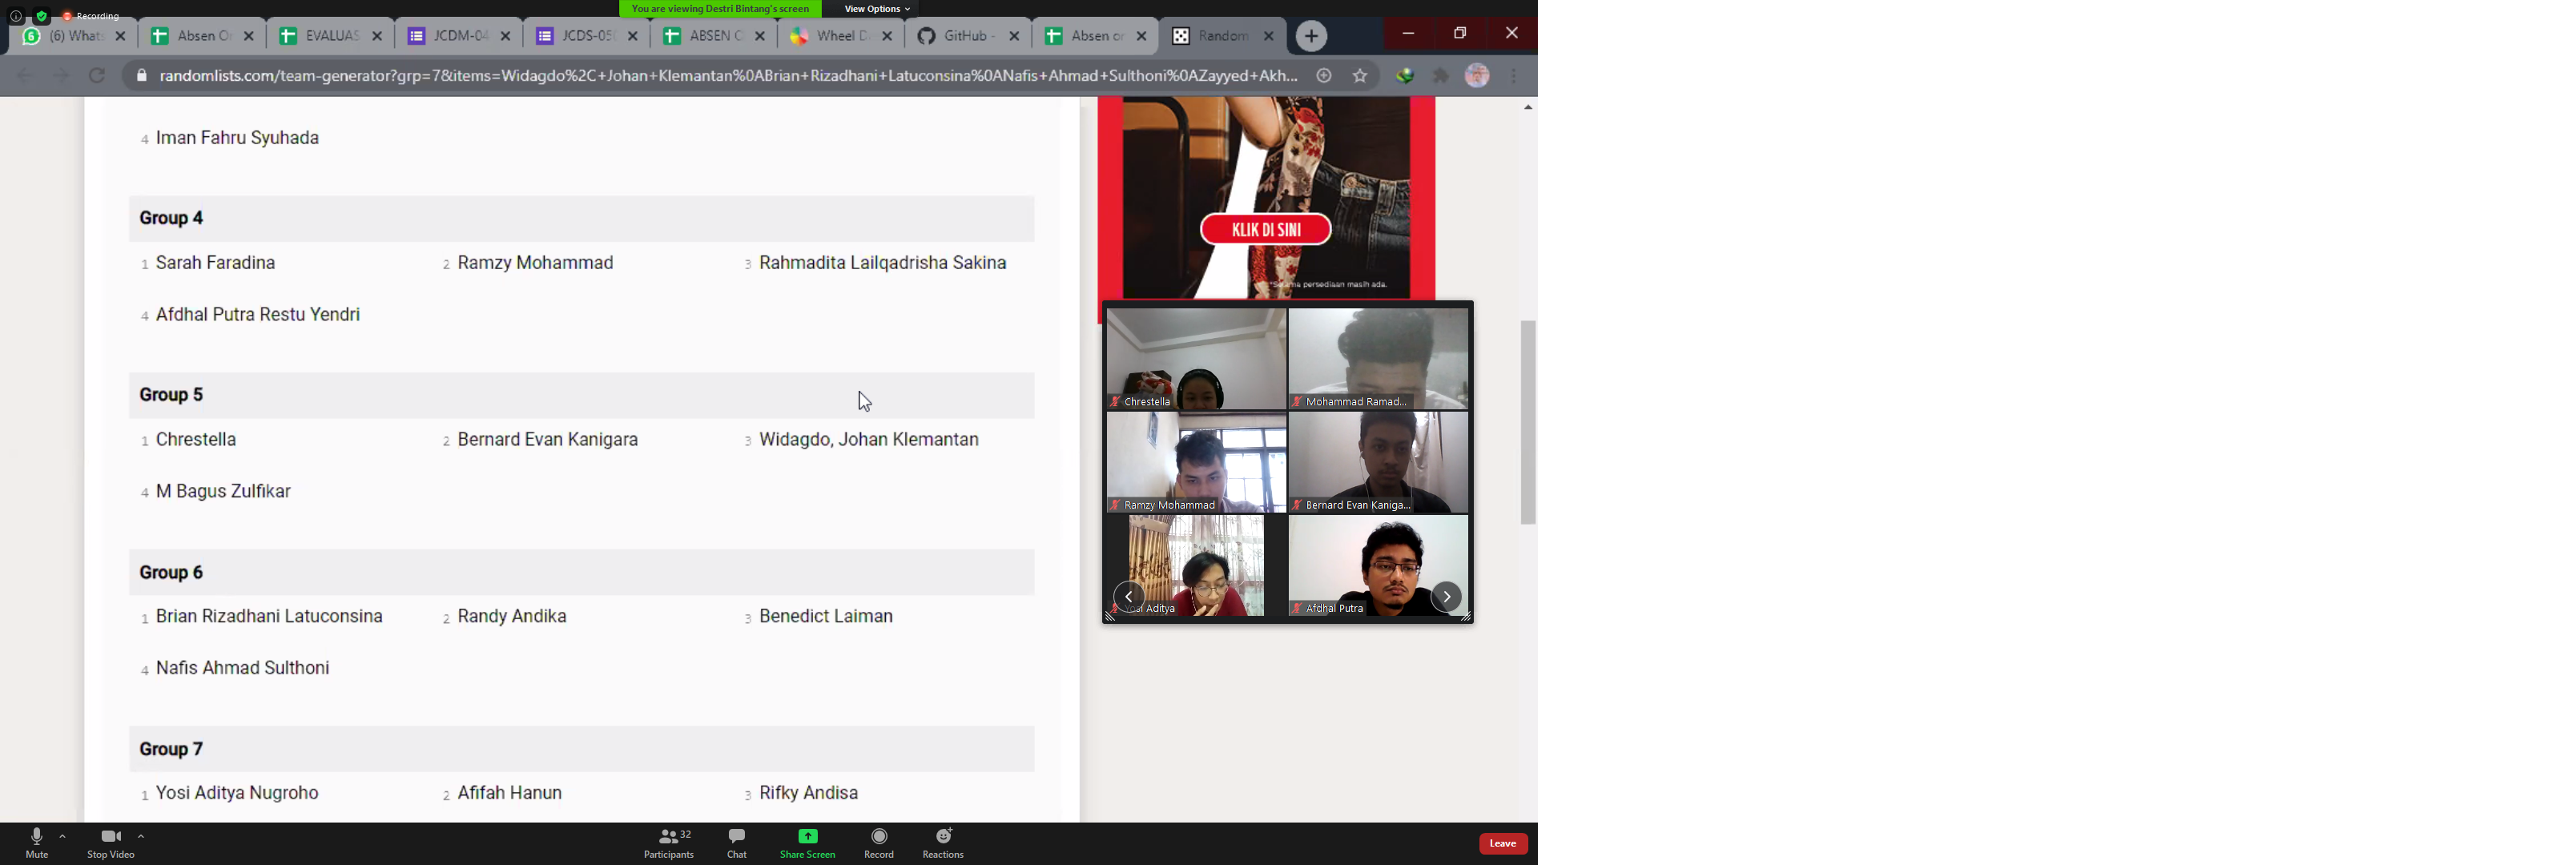 Recording
You are viewing Destri Bintang's screen
View Options
(6) Whats
Absen O
EVALUAS
JCDM-04
JCDS-05
ABSEN O
Wheel D
GitHub -
Absen or
Random
randomlists.com/team-generator?grp=7&items=Widagdo%2C+Johan+Klemantan%0ABrian+Rizadhani+Latuconsina%0ANafis+Ahmad+Sulthoni%0AZayyed+Akh...
4 Iman Fahru Syuhada
Group 4
1 Sarah Faradina
2 Ramzy Mohammad
3 Rahmadita Lailqadrisha Sakina
4 Afdhal Putra Restu Yendri
Group 5
1 Chrestella
2 Bernard Evan Kanigara
3 Widagdo, Johan Klemantan
4 M Bagus Zulfikar
Group 6
1 Brian Rizadhani Latuconsina
2 Randy Andika
3 Benedict Laiman
4 Nafis Ahmad Sulthoni
Group 7
1 Yosi Aditya Nugroho
2 Afifah Hanun
3 Rifky Andisa
KLIK DI SINI
*Selama persediaan masih ada.
Chrestella
Mohammad Ramad...
Ramzy Mohammad
Bernard Evan Kaniga...
Yosi Aditya
Afdhal Putra
Mute
Stop Video
Participants 32
Chat
Share Screen
Record
Reactions
Leave